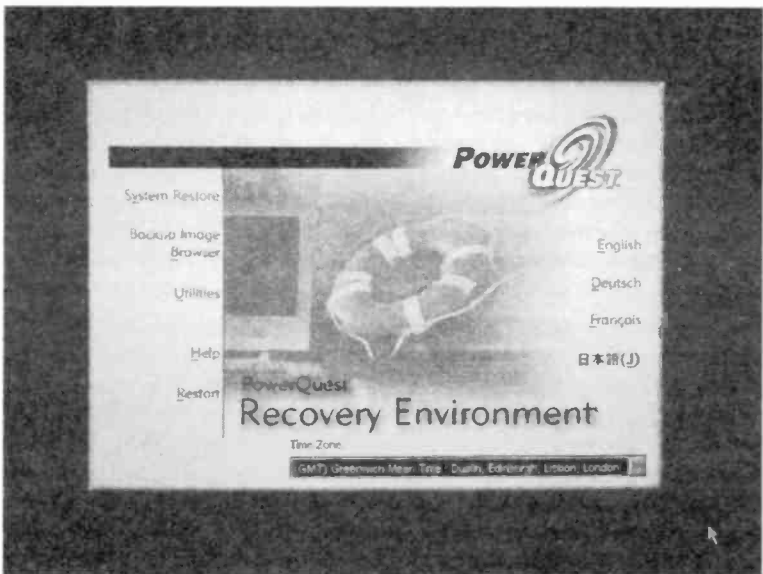 POWER
QUEST
System Restore
Backup Image
Browser
Utilities
Help
Restart
English
Deutsch
Français
日本語(J)
PowerQuest
Recovery Environment
Time Zone
(GMT) Greenwich Mean Time : Dublin, Edinburgh, Lisbon, London